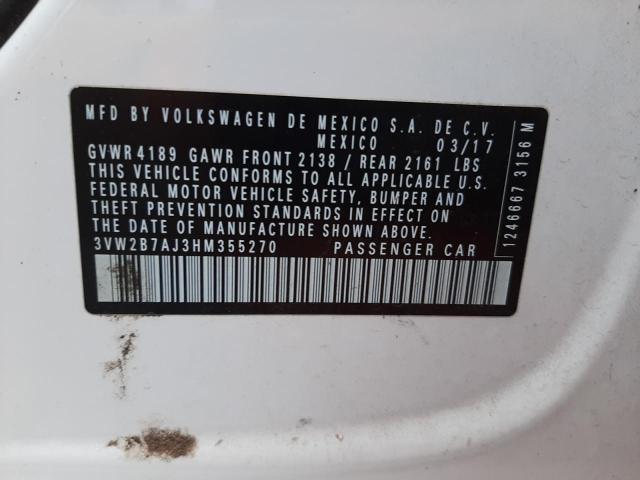 MFD BY VOLKSWAGEN DE MEXICO S.A. DE C.V.
MEXICO 03/17
GVWR 4189 GAWR FRONT 2138 / REAR 2161 LBS
THIS VEHICLE CONFORMS TO ALL APPLICABLE U.S.
FEDERAL MOTOR VEHICLE SAFETY, BUMPER AND
THEFT PREVENTION STANDARDS IN EFFECT ON
THE DATE OF MANUFACTURE SHOWN ABOVE.
3VW2B7AJ3HM355270 PASSENGER CAR
1246667 3156 M